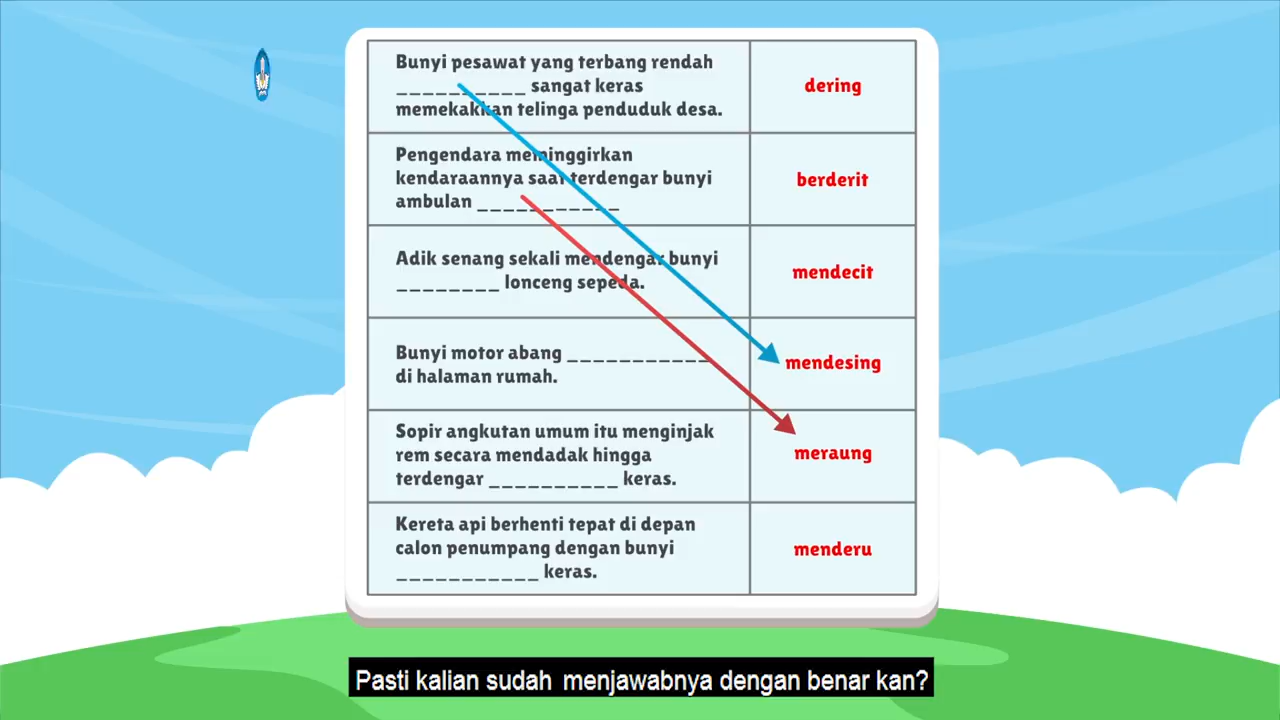 Bunyi pesawat yang terbang rendah
__________ sangat keras
memekakkan telinga penduduk desa.
dering
Pengendara meminggirkan
kendaraannya saat terdengar bunyi
ambulan ___________
berderit
Adik senang sekali mendengar bunyi
________ lonceng sepeda.
mendecit
Bunyi motor abang ___________
di halaman rumah.
mendesing
Sopir angkutan umum itu menginjak
rem secara mendadak hingga
terdengar __________ keras.
meraung
Kereta api berhenti tepat di depan
calon penumpang dengan bunyi
___________ keras.
menderu
Pasti kalian sudah menjawabnya dengan benar kan?